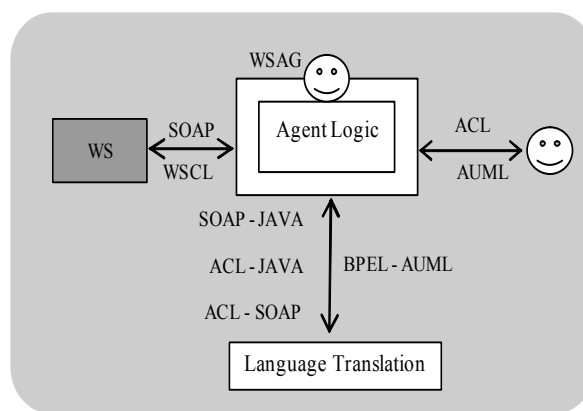 WSAG
SOAP
WS
WSCL
Agent Logic
ACL
AUML
SOAP - JAVA
ACL - JAVA
BPEL - AUML
ACL - SOAP
Language Translation